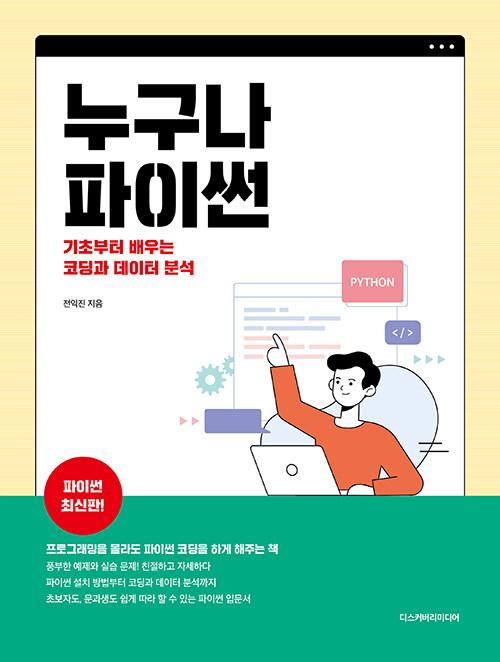 누구나
파이썬
기초부터 배우는
코딩과 데이터 분석
전익진 지음
PYTHON
</>
파이썬
최신판!
프로그래밍을 몰라도 파이썬 코딩을 하게 해주는 책
풍부한 예제와 실습 문제! 친절하고 자세하다
파이썬 설치 방법부터 코딩과 데이터 분석까지
초보자도, 문과생도 쉽게 따라 할 수 있는 파이썬 입문서
디스커버리미디어